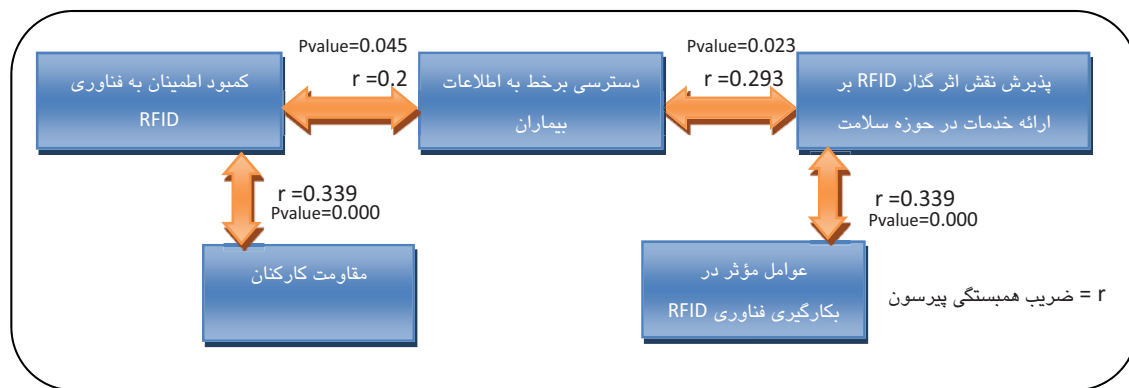 Pvalue=0.023
r =0.293
Pvalue=0.045
r =0.2
پذیرش نقش اثر گذار RFID بر
ارائه خدمات در حوزه سلامت
دسترسی برخط به اطلاعات
بیماران
کمبود اطمینان به فناوری
RFID
r =0.339
Pvalue=0.000
r =0.339
Pvalue=0.000
عوامل مؤثر در
بکارگیری فناوری RFID
مقاومت کارکنان
r = ضریب همبستگی پیرسون